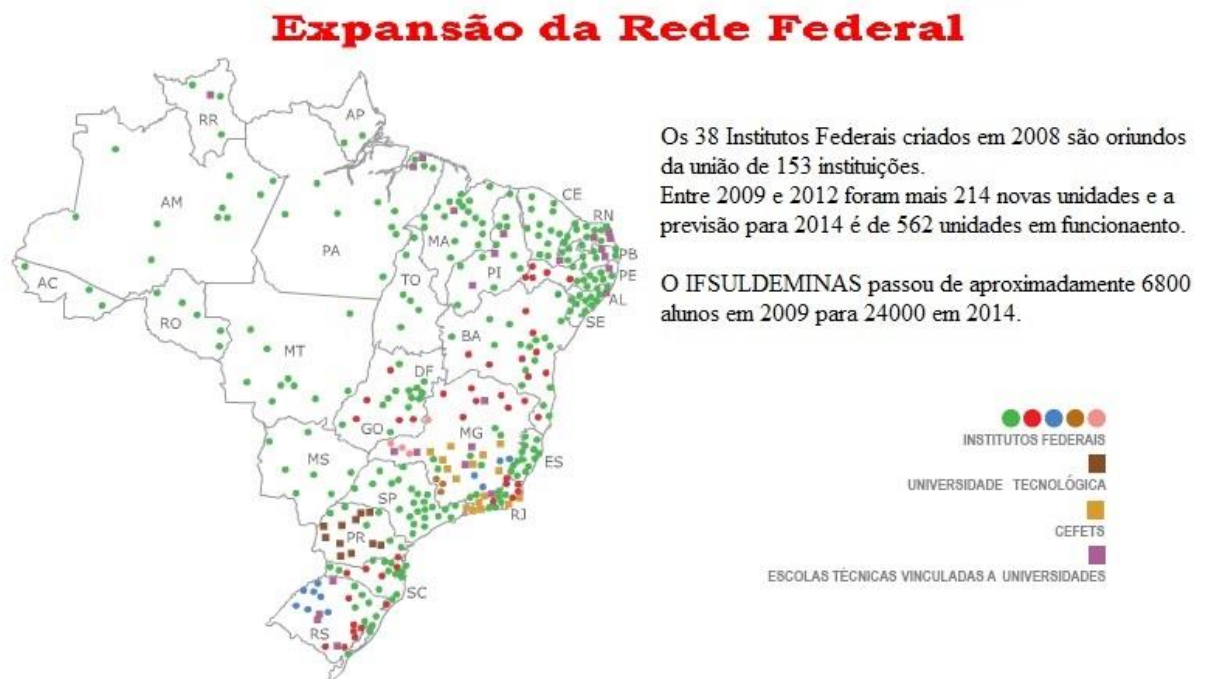 Expansão da Rede Federal
Os 38 Institutos Federais criados em 2008 são oriundos
da união de 153 instituições.
Entre 2009 e 2012 foram mais 214 novas unidades e a
previsão para 2014 é de 562 unidades em funcionaento.
O IFSULDEMINAS passou de aproximadamente 6800
alunos em 2009 para 24000 em 2014.
RR
AP
AM
PA
MA
CE
RN
PB
PE
AL
SE
PI
TO
AC
RO
MT
BA
DF
GO
MG
ES
MS
SP
RJ
PR
SC
RS
INSTITUTOS FEDERAIS
UNIVERSIDADE TECNOLÓGICA
CEFETS
ESCOLAS TÉCNICAS VINCULADAS A UNIVERSIDADES